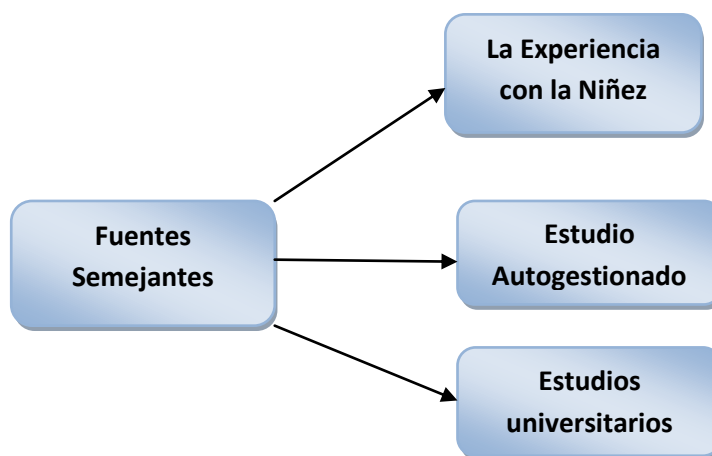 La Experiencia
con la Niñez
Fuentes
Semejantes
Estudio
Autogestionado
Estudios
universitarios